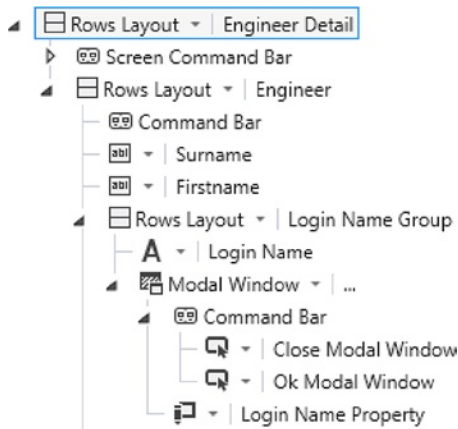 Rows Layout | Engineer Detail
Screen Command Bar
Rows Layout | Engineer
Command Bar
abl | Surname
abl | Firstname
Rows Layout | Login Name Group
A | Login Name
Modal Window | ...
Command Bar
Close Modal Window
Ok Modal Window
Login Name Property